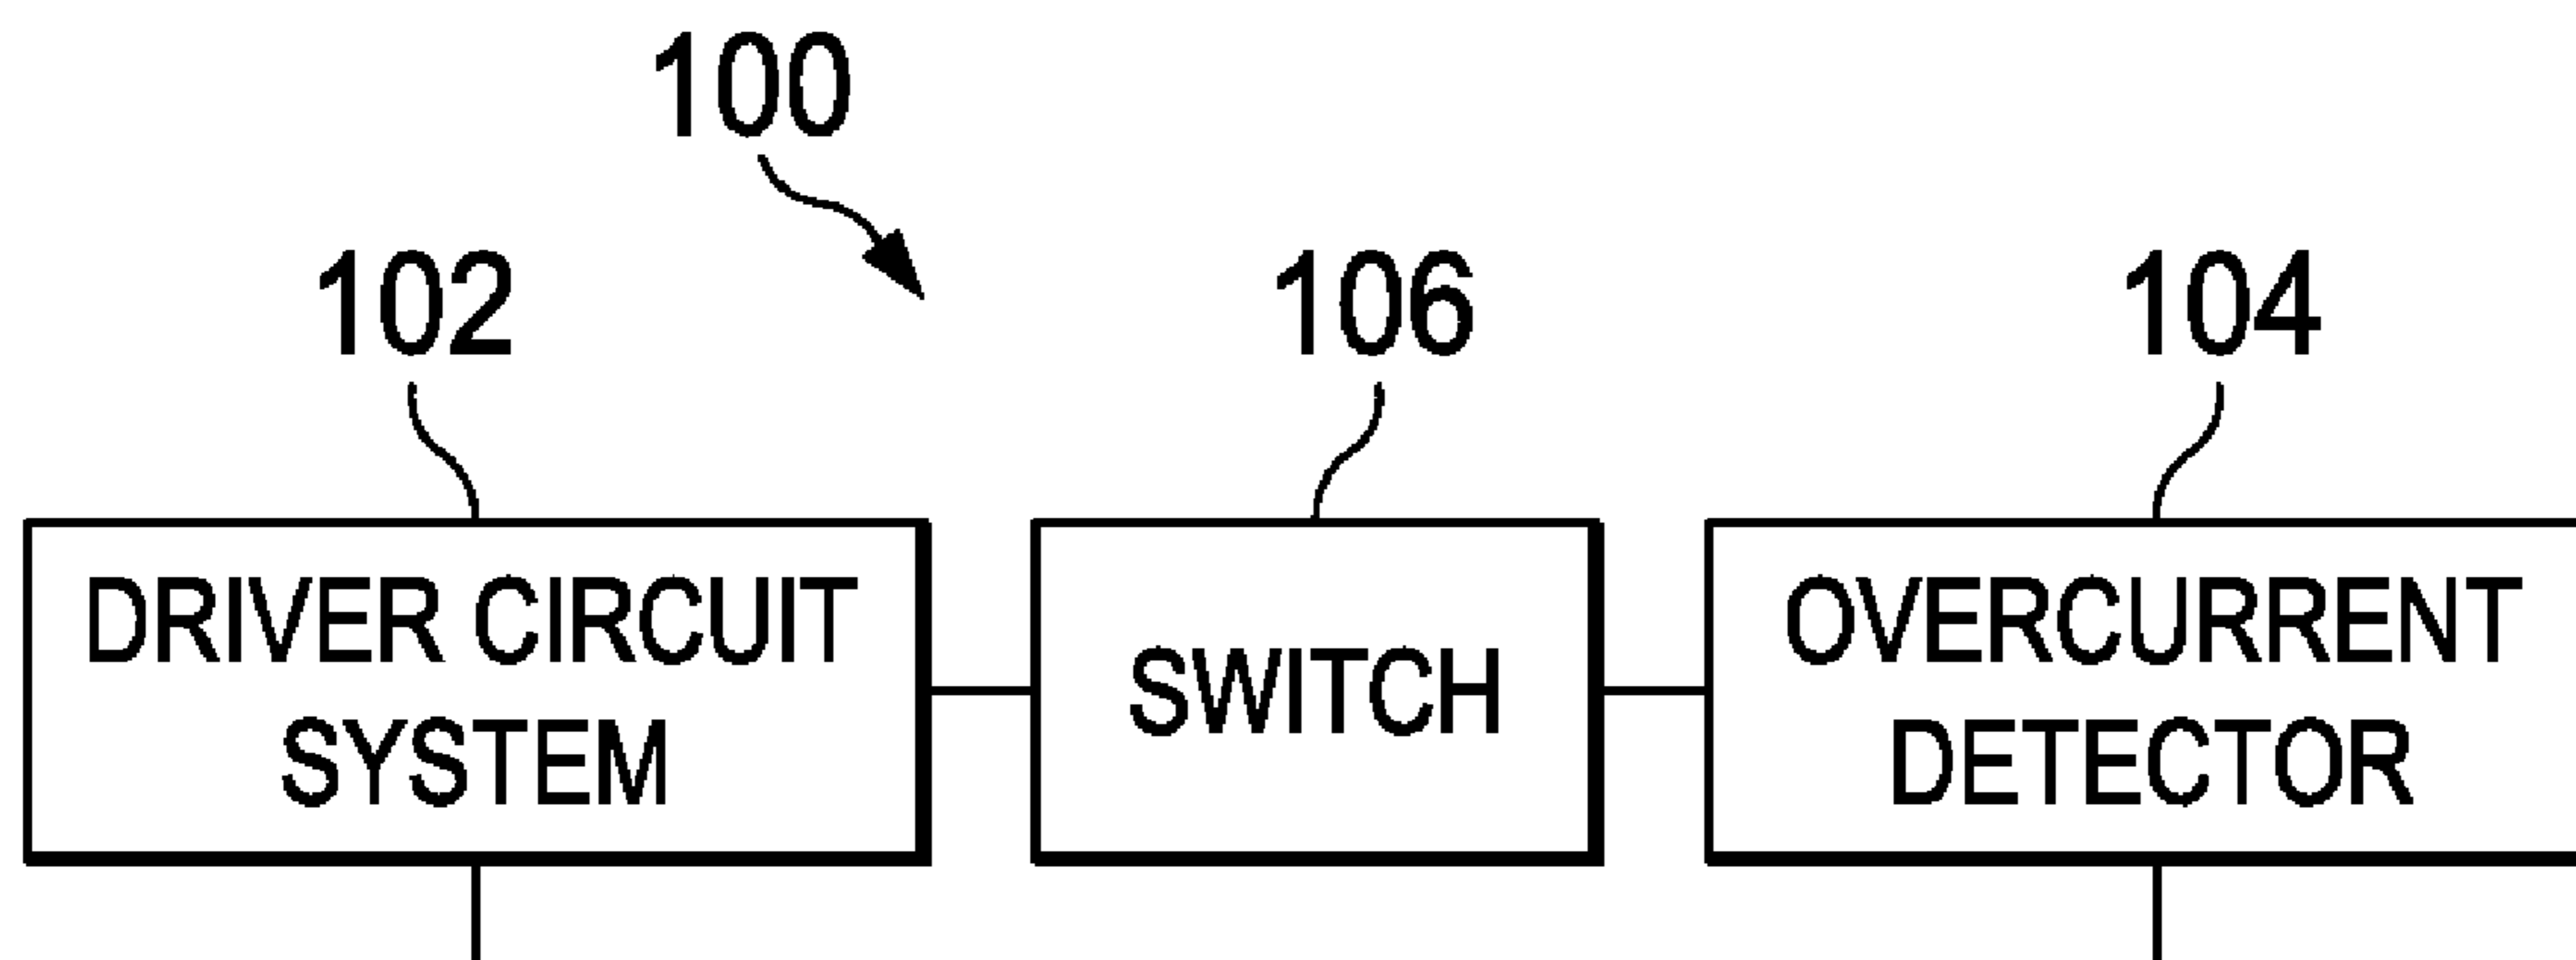 100
102
106
104
DRIVER CIRCUIT
SYSTEM
SWITCH
OVERCURRENT
DETECTOR